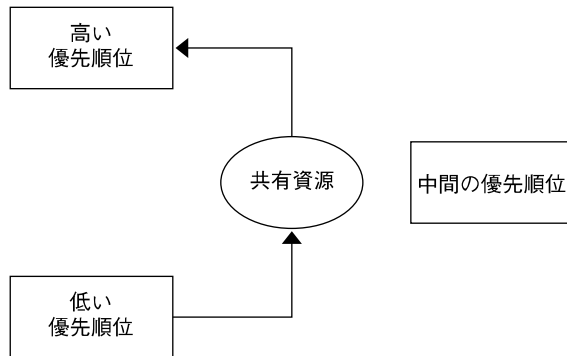 高い
優先順位
共有資源
中間の優先順位
低い
優先順位